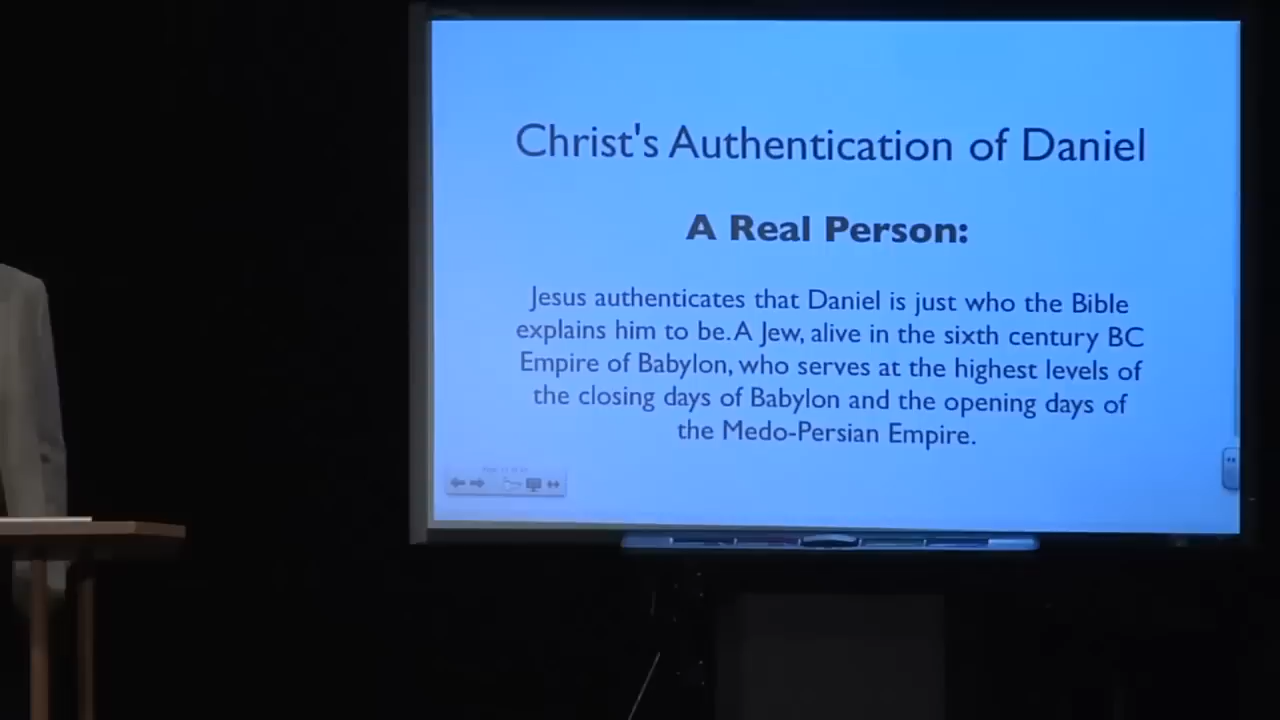 Christ's Authentication of Daniel
A Real Person:
Jesus authenticates that Daniel is just who the Bible
explains him to be. A Jew, alive in the sixth century BC
Empire of Babylon, who serves at the highest levels of
the closing days of Babylon and the opening days of
the Medo-Persian Empire.